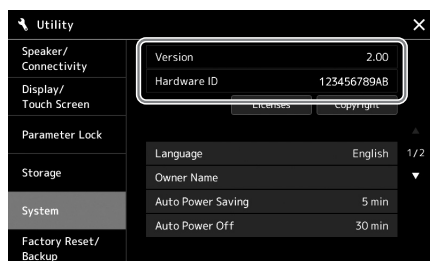 Utility
Speaker/
Connectivity
Display/
Touch Screen
Parameter Lock
Storage
System
Factory Reset/
Backup
Version 2.00
Hardware ID 123456789AB
Licenses Copyright
Language English
Owner Name
Auto Power Saving 5 min
Auto Power Off 30 min
1/2